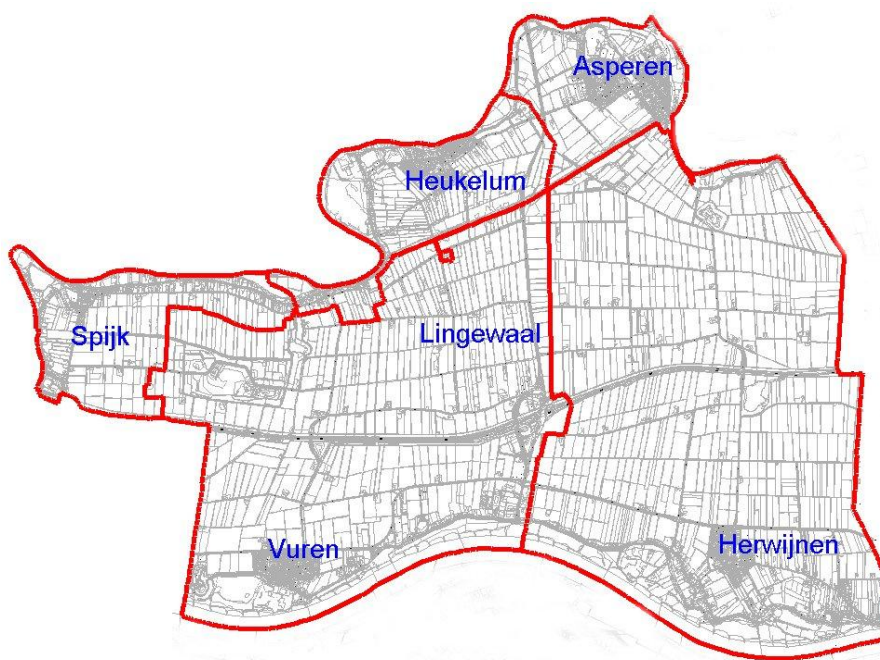 Asperen
Heukelum
Spijk
Lingewaal
Vuren
Herwijnen